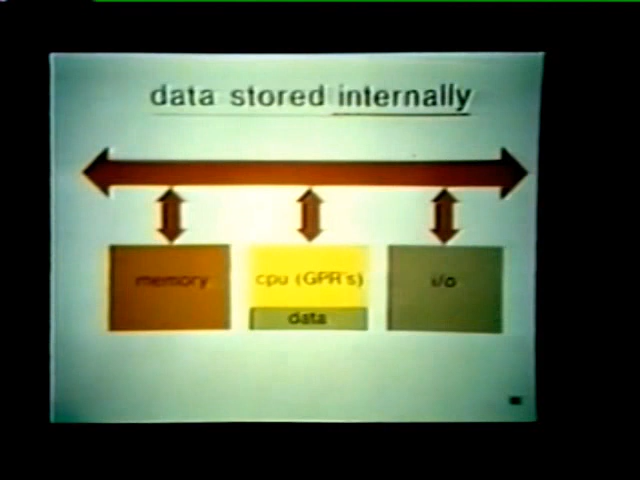 data stored internally
memory
cpu (GPR's)
i/o
data